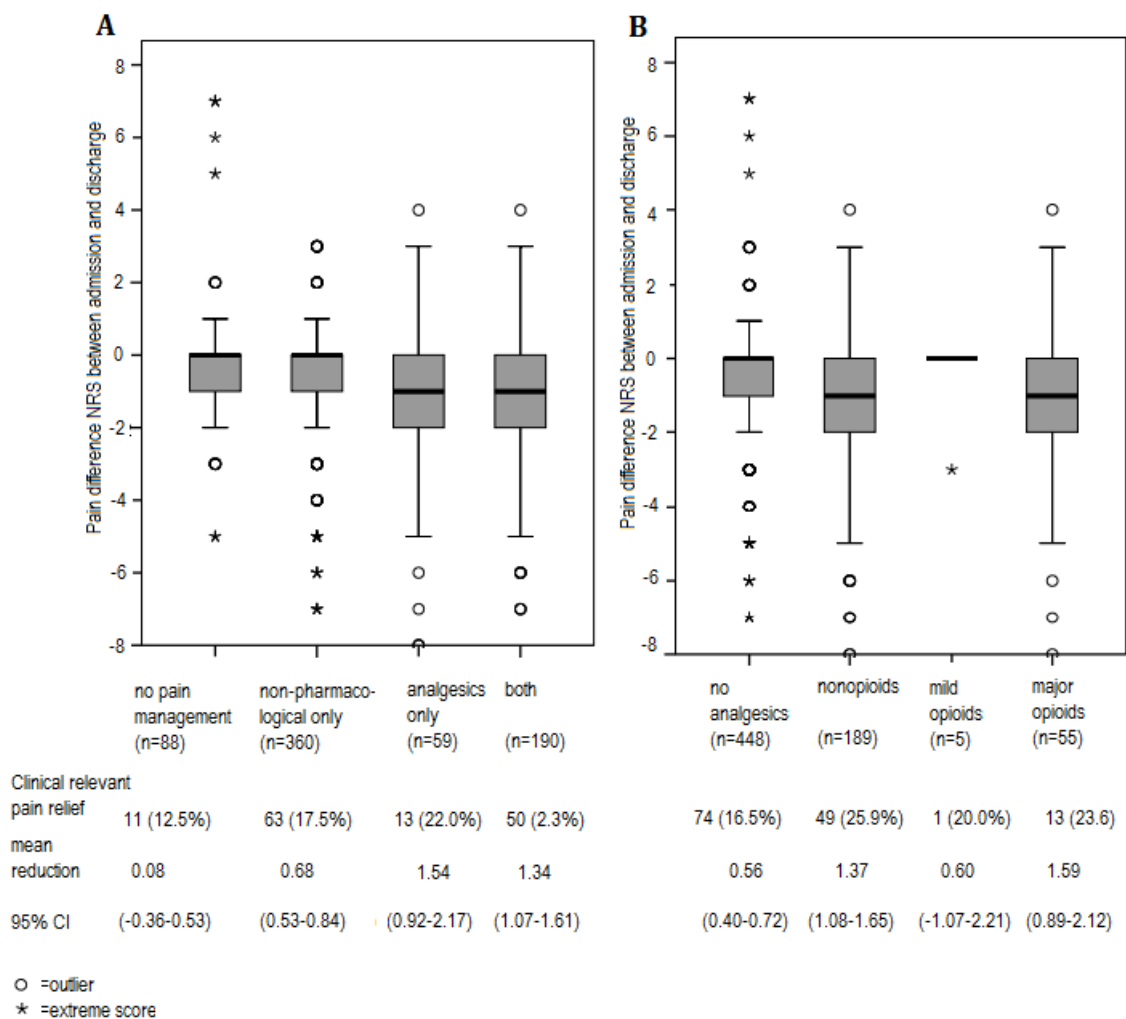 A
B
Pain difference NRS between admission and discharge
8
6
4
2
0
-2
-4
-6
-8
Pain difference NRS between admission and discharge
8
6
4
2
0
-2
-4
-6
-8
no pain management (n=88)
non-pharmaco-logical only (n=360)
analgesics only (n=59)
both (n=190)
no analgesics (n=448)
nonopioids (n=189)
mild opioids (n=5)
major opioids (n=55)
Clinical relevant
pain relief 11 (12.5%) 63 (17.5%) 13 (22.0%) 50 (2.3%) 74 (16.5%) 49 (25.9%) 1 (20.0%) 13 (23.6)
mean
reduction 0.08 0.68 1.54 1.34 0.56 1.37 0.60 1.59
95% CI (-0.36-0.53) (0.53-0.84) (0.92-2.17) (1.07-1.61) (0.40-0.72) (1.08-1.65) (-1.07-2.21) (0.89-2.12)
o =outlier
* =extreme score